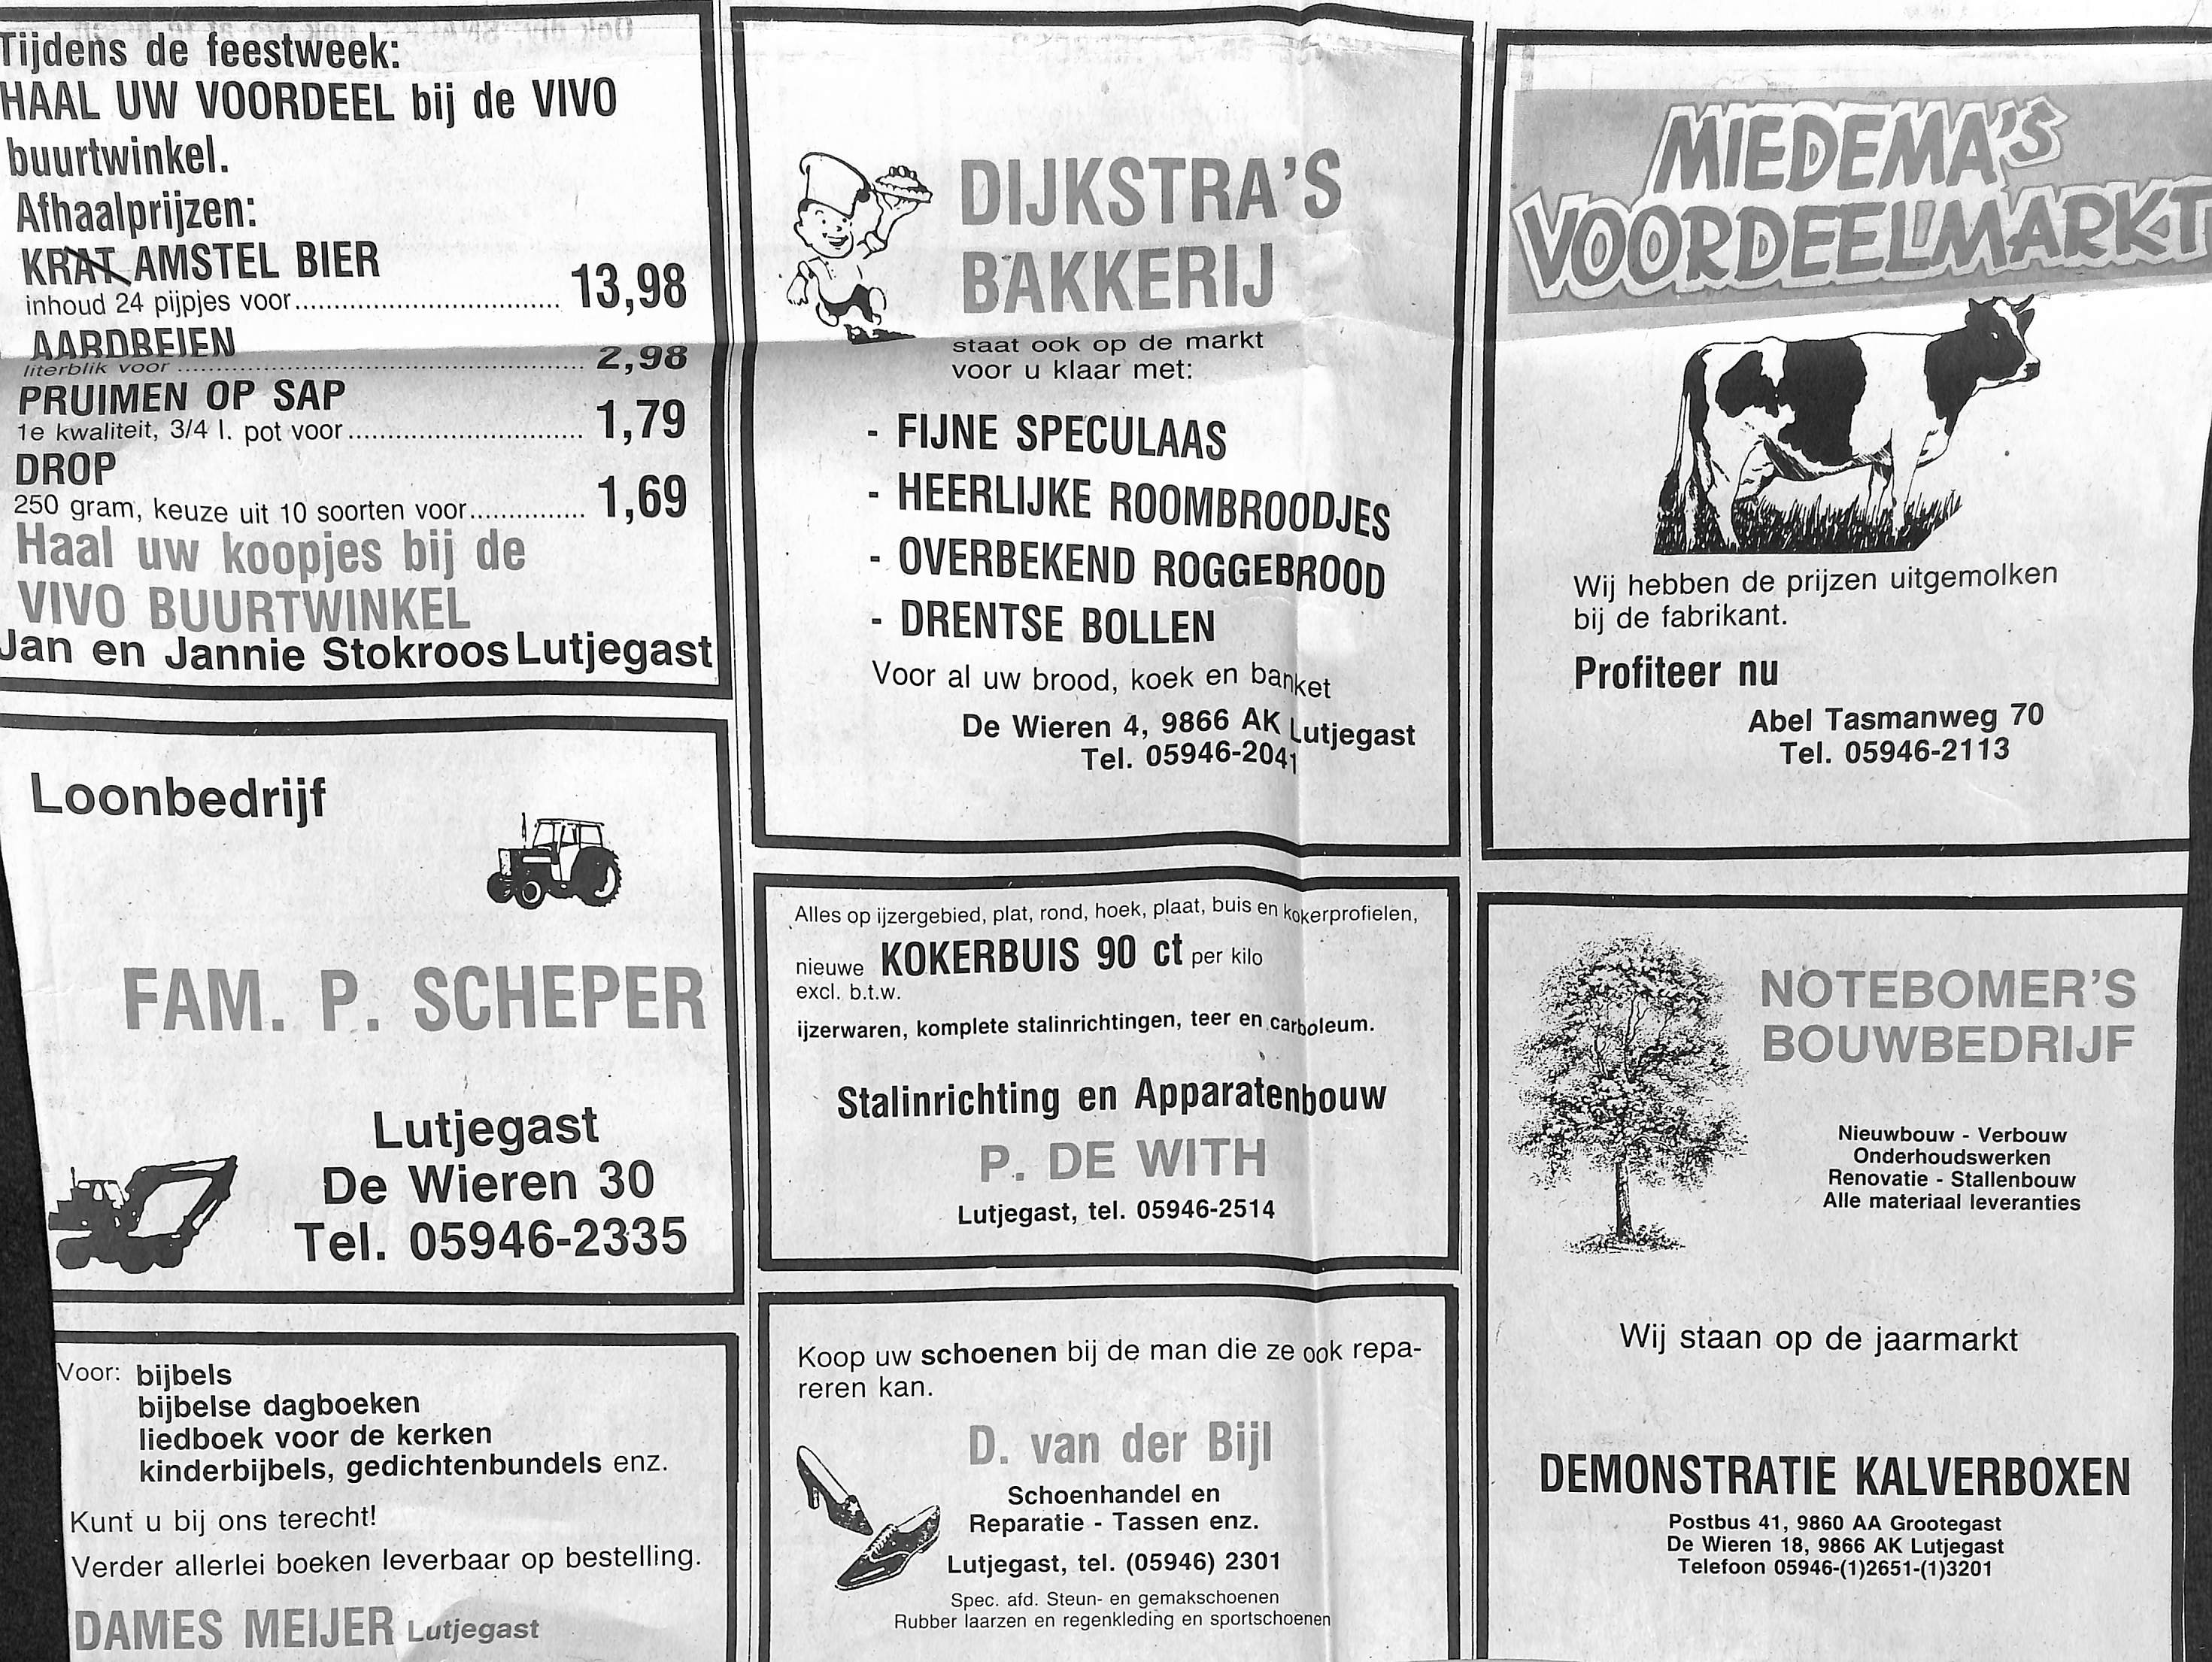 Tijdens de feestweek:
HAAL UW VOORDEEL bij de VIVO
buurtwinkel.
Afhaalprijzen:
KRAT AMSTEL BIER
inhoud 24 pijpjes voor.................................. 13,98
AARDBEIEN
literblik voor .................................................... 2,98
PRUIMEN OP SAP
1e kwaliteit, 3/4 l. pot voor.............................. 1,79
DROP
250 gram, keuze uit 10 soorten voor............... 1,69
Haal uw koopjes bij de
VIVO BUURTWINKEL
Jan en Jannie Stokroos Lutjegast
Loonbedrijf
FAM. P. SCHEPER
Lutjegast
De Wieren 30
Tel. 05946-2335
Voor: bijbels
bijbelse dagboeken
liedboek voor de kerken
kinderbijbels, gedichtenbundels enz.
Kunt u bij ons terecht!
Verder allerlei boeken leverbaar op bestelling.
DAMES MEIJER Lutjegast
DIJKSTRA'S
BAKKERIJ
staat ook op de markt
voor u klaar met:
- FIJNE SPECULAAS
- HEERLIJKE ROOMBROODJES
- OVERBEKEND ROGGEBROOD
- DRENTSE BOLLEN
Voor al uw brood, koek en banket
De Wieren 4, 9866 AK Lutjegast
Tel. 05946-2041
Alles op ijzergebied, plat, rond, hoek, plaat, buis en kokerprofielen,
nieuwe KOKERBUIS 90 ct per kilo
excl. b.t.w.
ijzerwaren, komplete stalinrichtingen, teer en carboleum.
Stalinrichting en Apparatenbouw
P. DE WITH
Lutjegast, tel. 05946-2514
Koop uw schoenen bij de man die ze ook repa-
reren kan.
D. van der Bijl
Schoenhandel en
Reparatie - Tassen enz.
Lutjegast, tel. (05946) 2301
Spec. afd. Steun- en gemakschoenen
Rubber laarzen en regenkleding en sportschoenen
MIEDEMA'S
VOORDEELMARKT
Wij hebben de prijzen uitgemolken
bij de fabrikant.
Profiteer nu
Abel Tasmanweg 70
Tel. 05946-2113
NOTEBOMER'S
BOUWBEDRIJF
Nieuwbouw - Verbouw
Onderhoudswerken
Renovatie - Stallenbouw
Alle materiaal leveranties
Wij staan op de jaarmarkt
DEMONSTRATIE KALVERBOXEN
Postbus 41, 9860 AA Grootegast
De Wieren 18, 9866 AK Lutjegast
Telefoon 05946-(1)2651-(1)3201